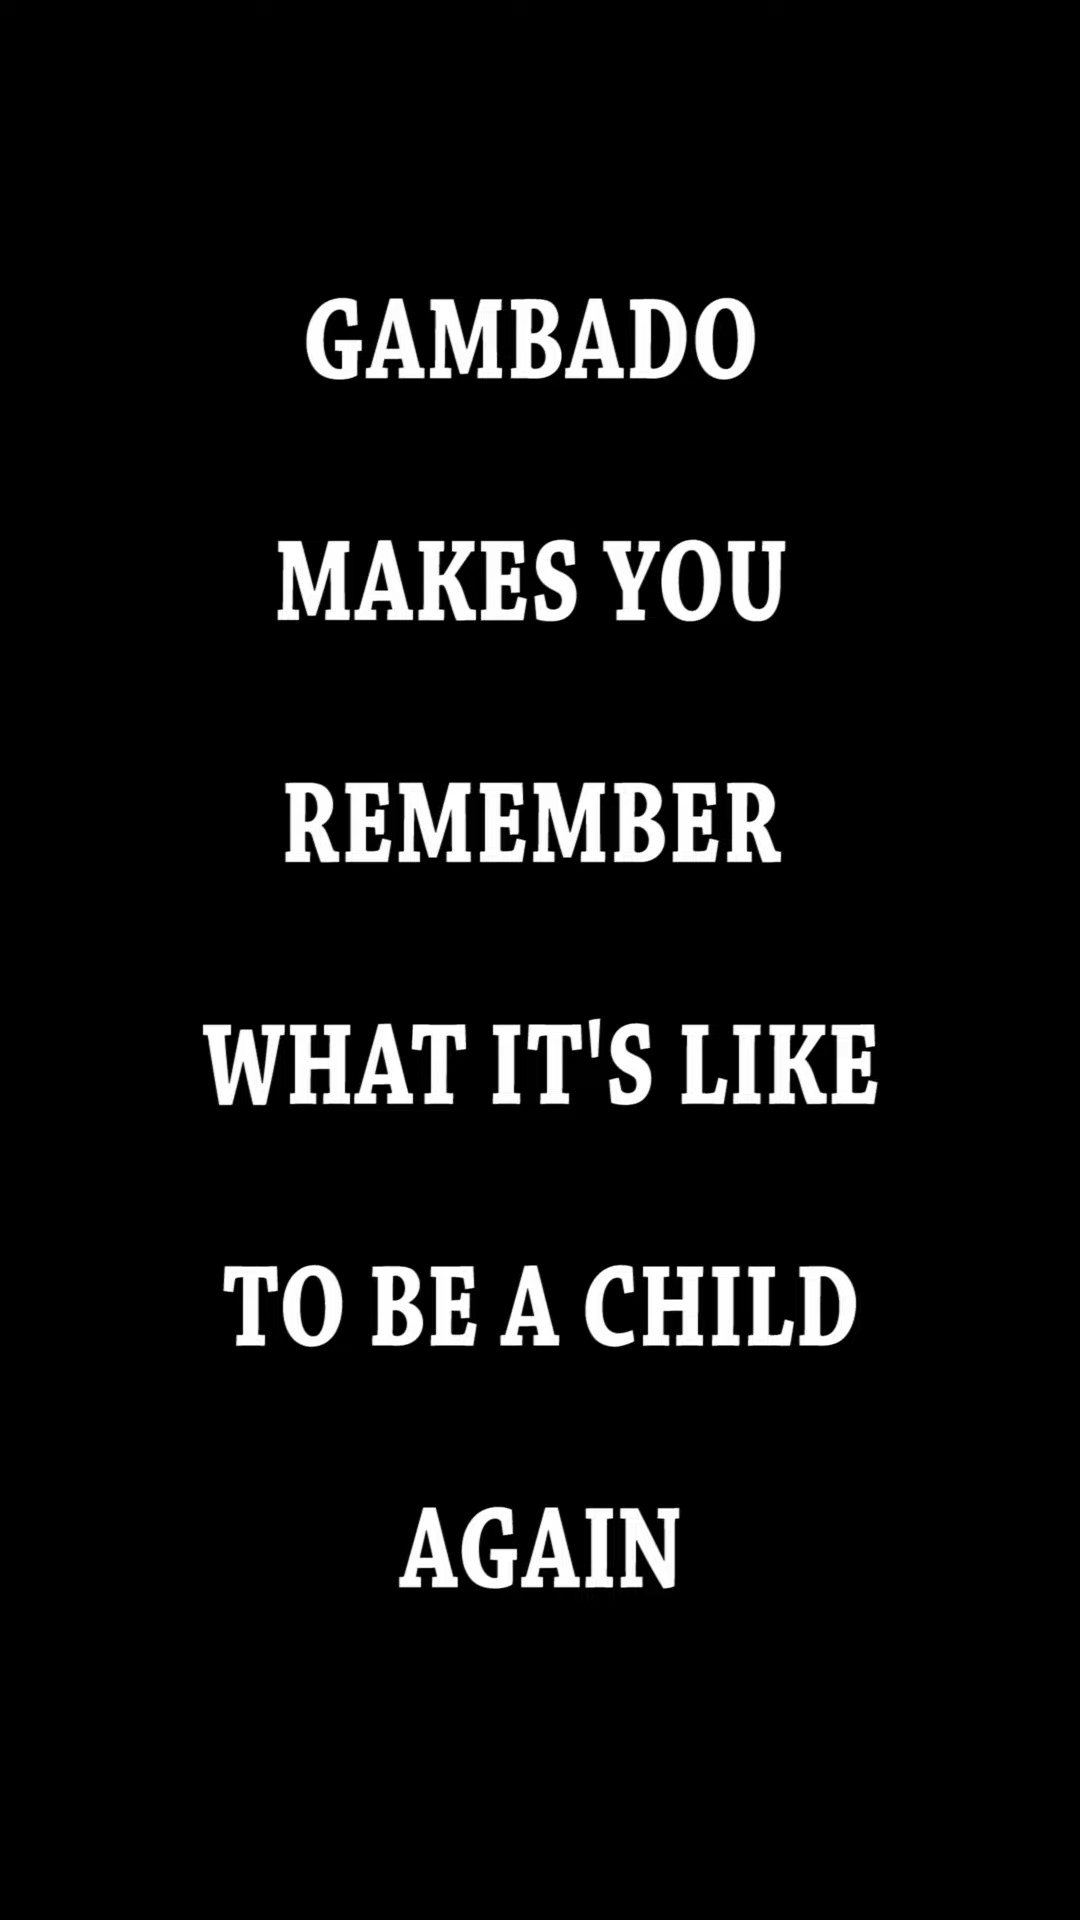 GAMBADO
MAKES YOU
REMEMBER
WHAT IT'S LIKE
TO BE A CHILD
AGAIN